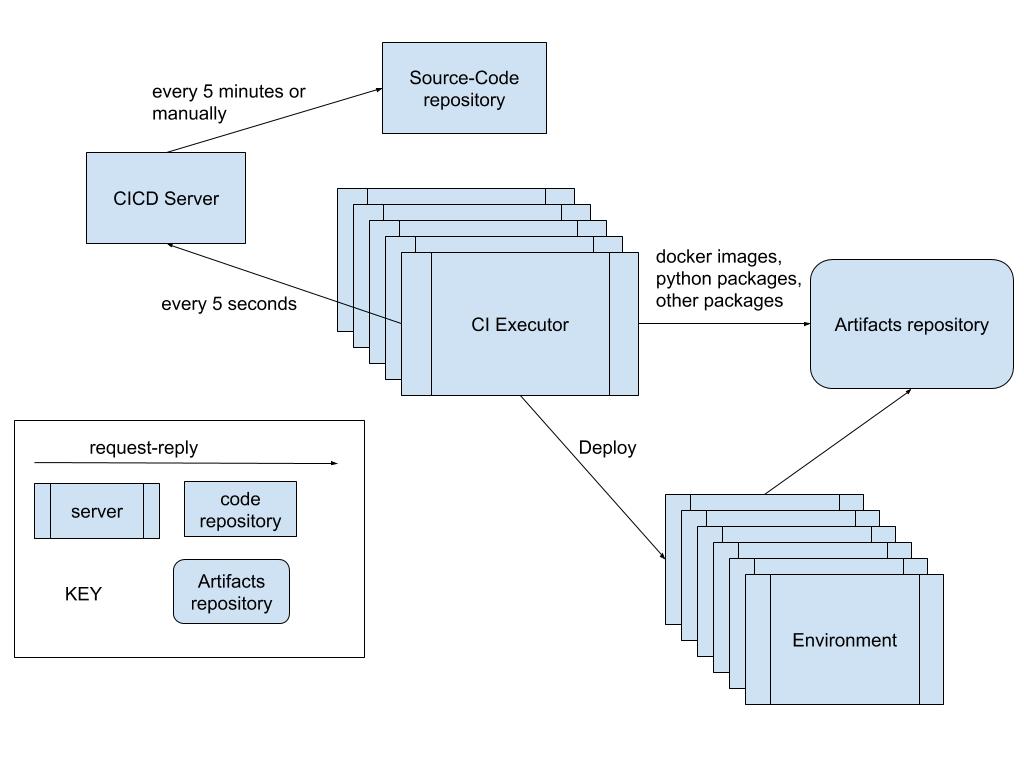 Source-Code
repository
every 5 minutes or
manually
CICD Server
every 5 seconds
CI Executor
docker images,
python packages,
other packages
Artifacts repository
Deploy
Environment
request-reply
server
code
repository
KEY
Artifacts
repository